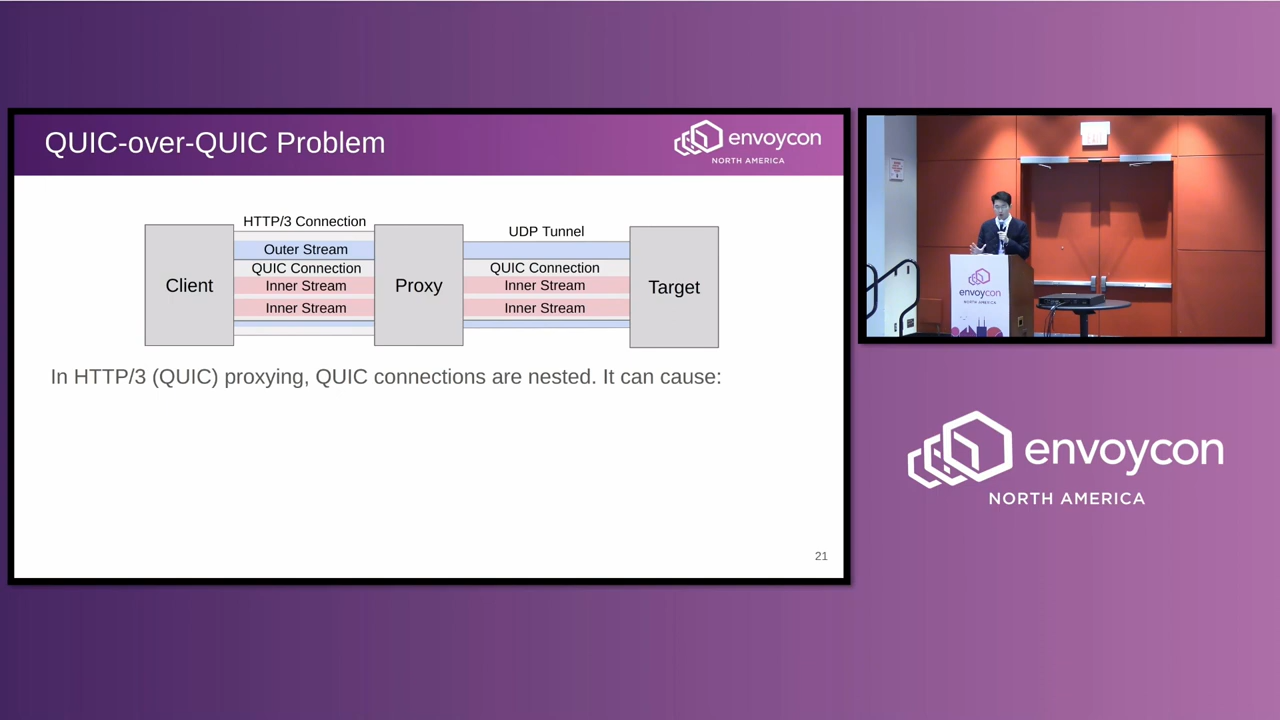 QUIC-over-QUIC Problem
envoycon
NORTH AMERICA
HTTP/3 Connection
UDP Tunnel
Outer Stream
QUIC Connection
QUIC Connection
Inner Stream
Inner Stream
Inner Stream
Inner Stream
Client
Proxy
Target
In HTTP/3 (QUIC) proxying, QUIC connections are nested. It can cause:
21
envoycon
NORTH AMERICA
envoycon
NORTH AMERICA